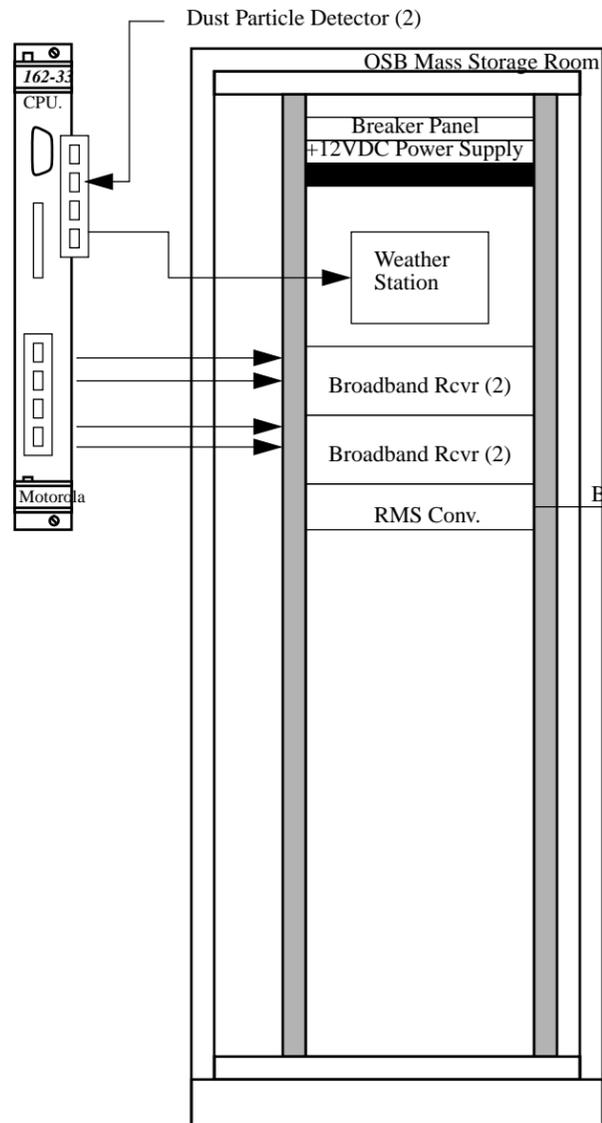 Dust Particle Detector (2)
OSB Mass Storage Room
162-33
CPU.
Breaker Panel
+12VDC Power Supply
Weather
Station
Broadband Rcvr (2)
Broadband Rcvr (2)
Motorola
B
RMS Conv.